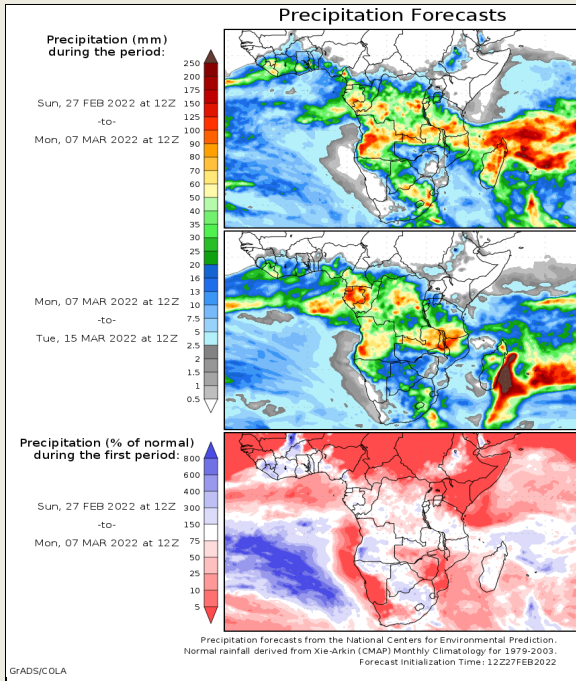 Precipitation Forecasts
Precipitation (mm)
during the period:
Sun, 27 FEB 2022 at 12Z
-to-
Mon, 07 MAR 2022 at 12Z
250
200
175
150
125
100
90
80
70
60
50
40
35
30
25
20
16
13
10
7.5
5
2.5
2
1.5
1
0.5
Mon, 07 MAR 2022 at 12Z
-to-
Tue, 15 MAR 2022 at 12Z
Precipitation (% of normal)
during the first period:
Sun, 27 FEB 2022 at 12Z
-to-
Mon, 07 MAR 2022 at 12Z
800
600
400
300
150
75
50
25
10
5
Precipitation forecasts from the National Centers for Environmental Prediction.
Normal rainfall derived from Xie-Arkin (CMAP) Monthly Climatology for 1979-2003.
Forecast Initialization Time: 12Z27FEB2022
GrADS/COLA